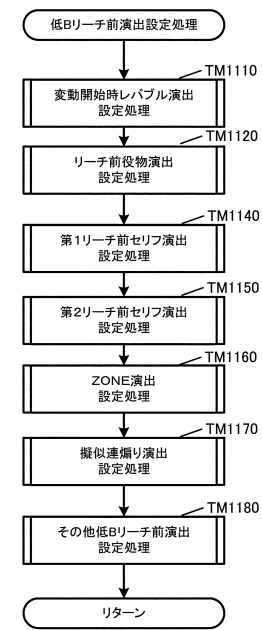 低Bリーチ前演出設定処理
TM1110
変動開始時レバブル演出
設定処理
TM1120
リーチ前役物演出
設定処理
TM1140
第1リーチ前セリフ演出
設定処理
TM1150
第2リーチ前セリフ演出
設定処理
TM1160
ZONE演出
設定処理
TM1170
擬似連煽り演出
設定処理
TM1180
その他低Bリーチ前演出
設定処理
リターン